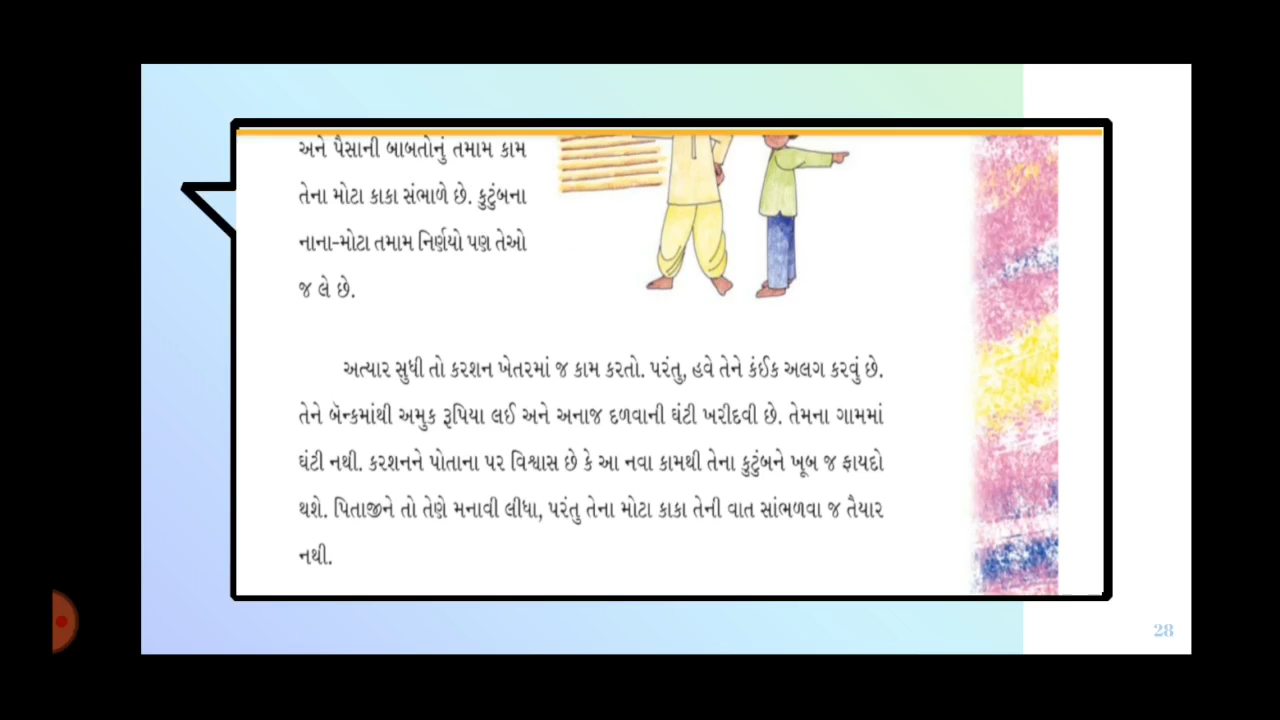 અને પૈસાની બાબતોનું તમામ કામ
તેના મોટા કાકા સંભાળે છે. કુટુંબના
નાના-મોટા તમામ નિર્ણયો પણ તેઓ
જ લે છે.
અત્યાર સુધી તો કરશન ખેતરમાં જ કામ કરતો. પરંતુ, હવે તેને કંઈક અલગ કરવું છે.
તેને બૅન્કમાંથી અમુક રૂપિયા લઈ અને અનાજ દળવાની ઘંટી ખરીદવી છે. તેમના ગામમાં
ઘંટી નથી. કરશનને પોતાના પર વિશ્વાસ છે કે આ નવા કામથી તેના કુટુંબને ખૂબ જ ફાયદો
થશે. પિતાજીને તો તેણે મનાવી લીધા, પરંતુ તેના મોટા કાકા તેની વાત સાંભળવા જ તૈયાર
નથી.
28